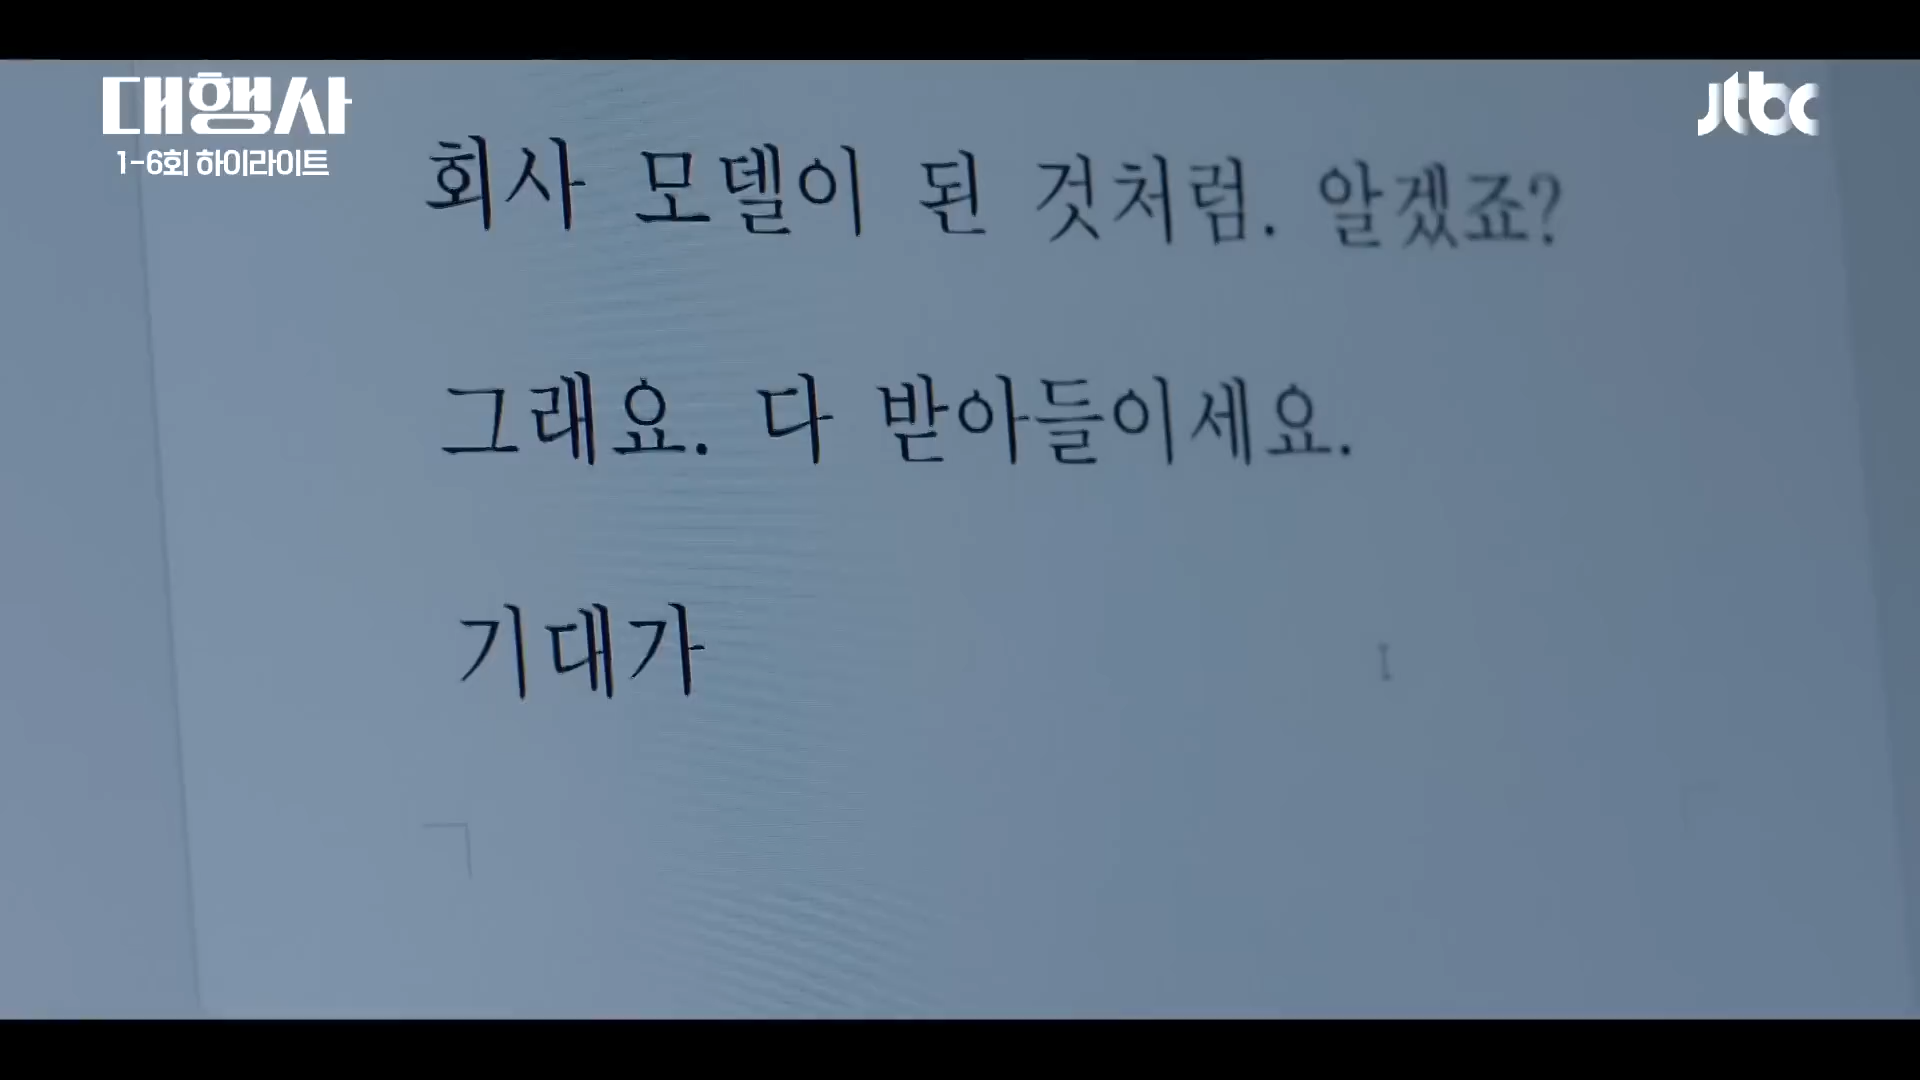 대행사
1-6회 하이라이트
jtbc
회사 모델이 된 것처럼. 알겠죠?
그래요. 다 받아들이세요.
기대가